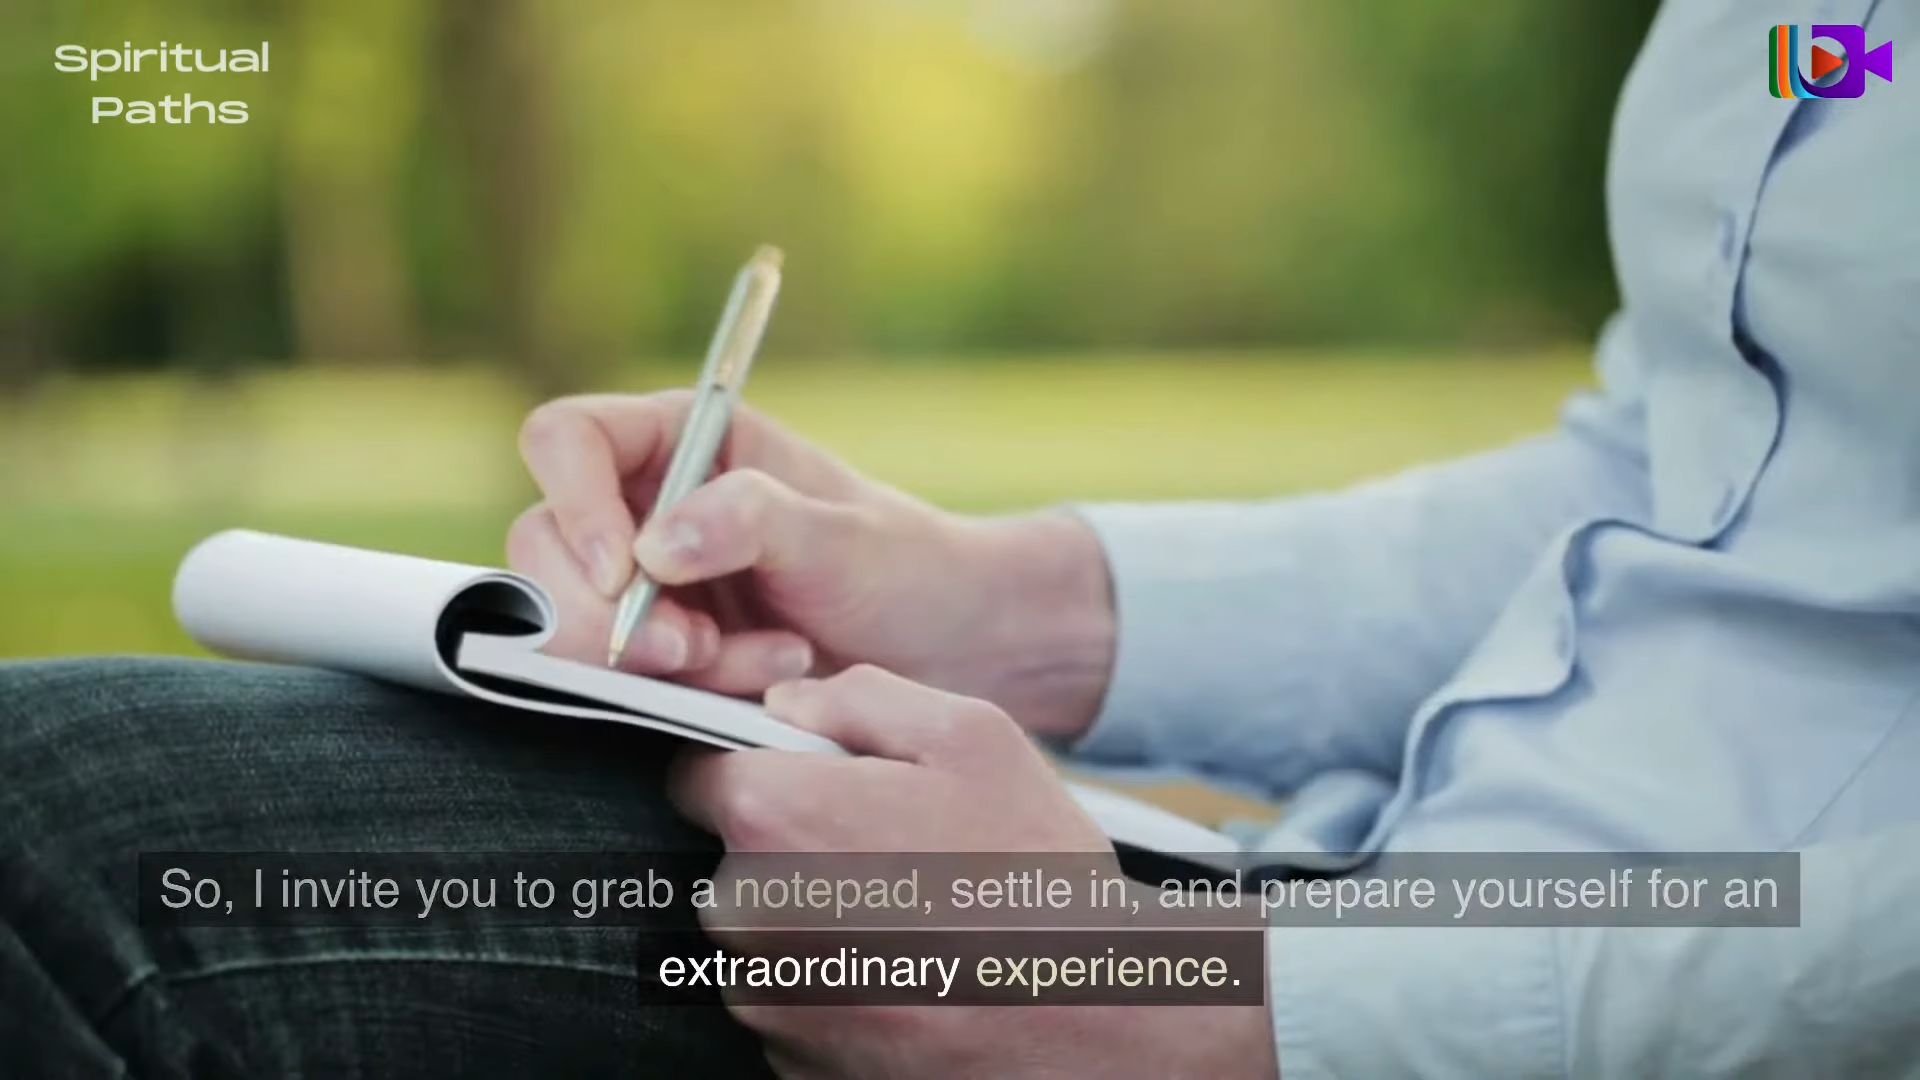 Spiritual
Paths
So, I invite you to grab a notepad, settle in, and prepare yourself for an
extraordinary experience.